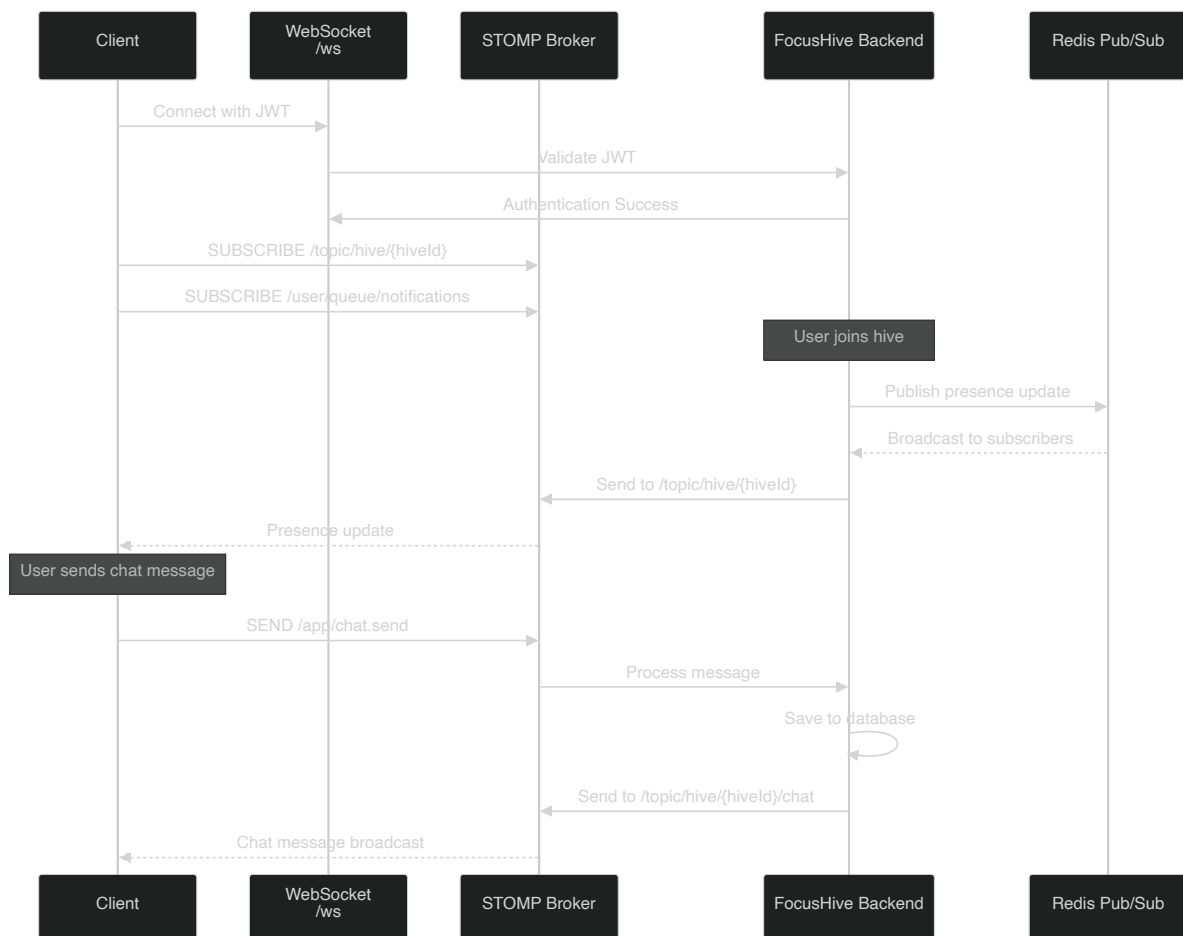 Client
WebSocket
/ws
STOMP Broker
FocusHive Backend
Redis Pub/Sub
Connect with JWT
Validate JWT
Authentication Success
SUBSCRIBE /topic/hive/{hiveId}
SUBSCRIBE /user/queue/notifications
User joins hive
Publish presence update
Broadcast to subscribers
Send to /topic/hive/{hiveId}
Presence update
User sends chat message
SEND /app/chat.send
Process message
Save to database
Send to /topic/hive/{hiveId}/chat
Chat message broadcast
Client
WebSocket
/ws
STOMP Broker
FocusHive Backend
Redis Pub/Sub